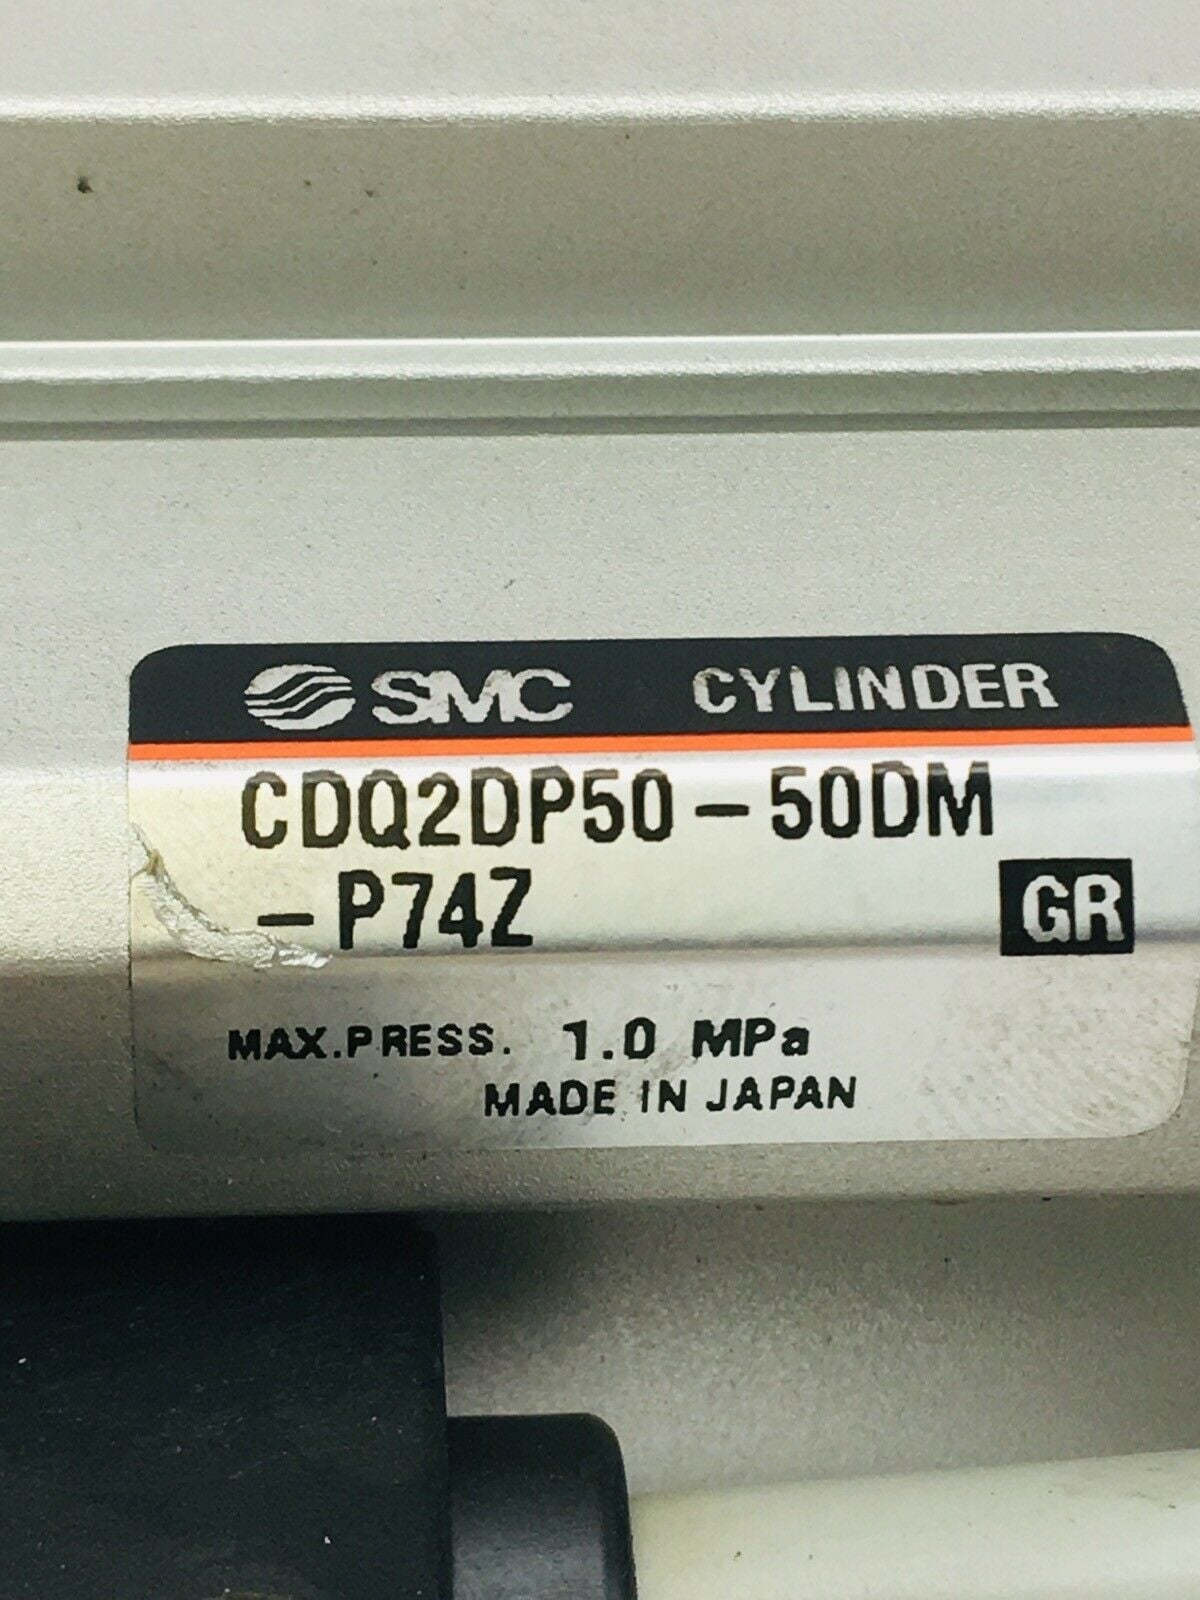 SMC CYLINDER
CDQ2DP50-50DM
-P74Z GR
MAX.PRESS. 1.0 MPa
MADE IN JAPAN